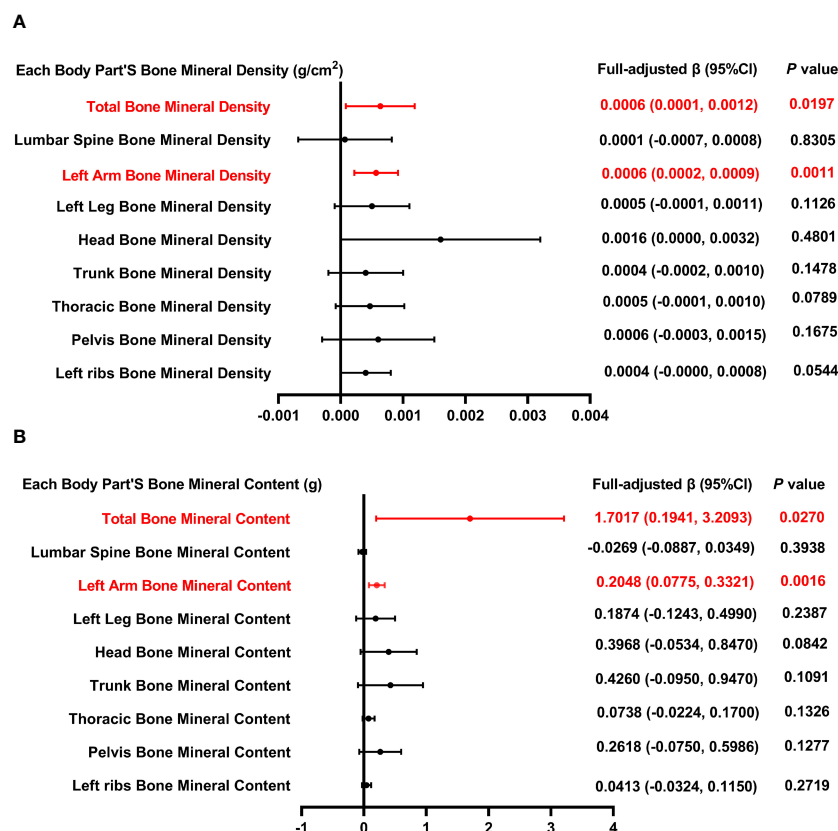 A
Each Body Part'S Bone Mineral Density (g/cm2) Full-adjusted β (95%CI) P value
Total Bone Mineral Density 0.0006 (0.0001, 0.0012) 0.0197
Lumbar Spine Bone Mineral Density 0.0001 (-0.0007, 0.0008) 0.8305
Left Arm Bone Mineral Density 0.0006 (0.0002, 0.0009) 0.0011
Left Leg Bone Mineral Density 0.0005 (-0.0001, 0.0011) 0.1126
Head Bone Mineral Density 0.0016 (0.0000, 0.0032) 0.4801
Trunk Bone Mineral Density 0.0004 (-0.0002, 0.0010) 0.1478
Thoracic Bone Mineral Density 0.0005 (-0.0001, 0.0010) 0.0789
Pelvis Bone Mineral Density 0.0006 (-0.0003, 0.0015) 0.1675
Left ribs Bone Mineral Density 0.0004 (-0.0000, 0.0008) 0.0544
-0.001 0.000 0.001 0.002 0.003 0.004
B
Each Body Part'S Bone Mineral Content (g) Full-adjusted β (95%CI) P value
Total Bone Mineral Content 1.7017 (0.1941, 3.2093) 0.0270
Lumbar Spine Bone Mineral Content -0.0269 (-0.0887, 0.0349) 0.3938
Left Arm Bone Mineral Content 0.2048 (0.0775, 0.3321) 0.0016
Left Leg Bone Mineral Content 0.1874 (-0.1243, 0.4990) 0.2387
Head Bone Mineral Content 0.3968 (-0.0534, 0.8470) 0.0842
Trunk Bone Mineral Content 0.4260 (-0.0950, 0.9470) 0.1091
Thoracic Bone Mineral Content 0.0738 (-0.0224, 0.1700) 0.1326
Pelvis Bone Mineral Content 0.2618 (-0.0750, 0.5986) 0.1277
Left ribs Bone Mineral Content 0.0413 (-0.0324, 0.1150) 0.2719
-1 0 1 2 3 4